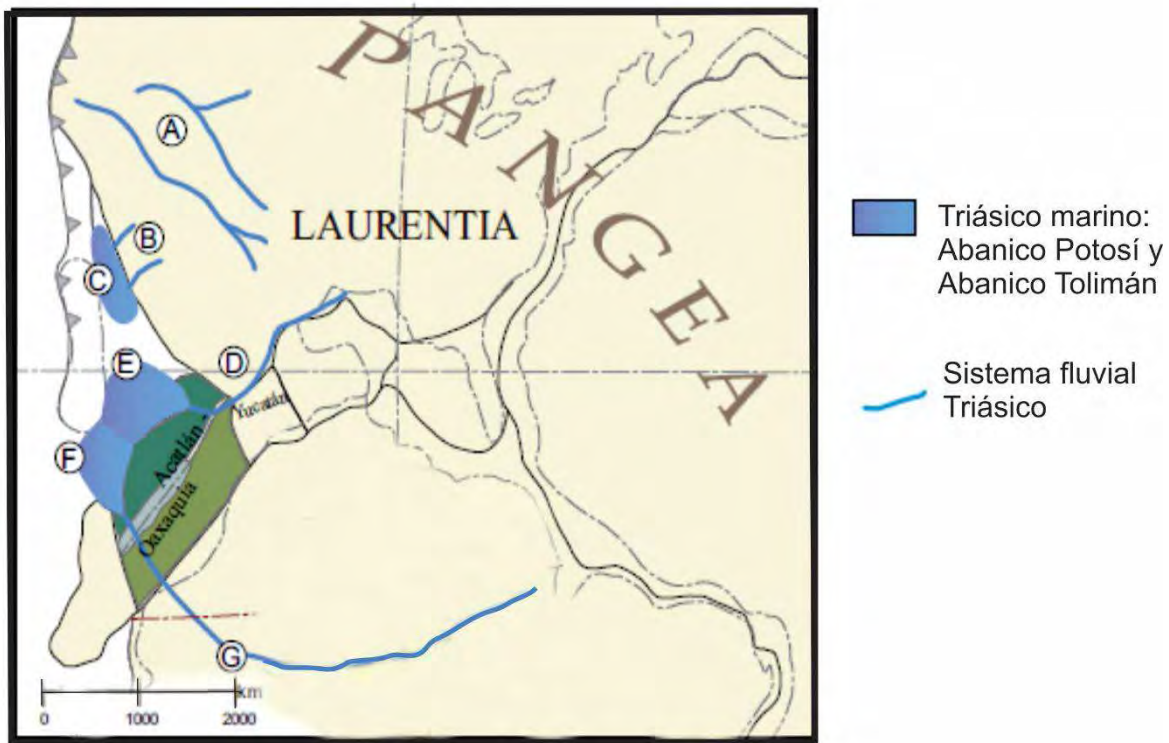 PANGEA
A
B
LAURENTIA
C
D
E
Yucatán
F
Acatlán
Oaxaquia
G
km
0 1000 2000
Triásico marino:
Abanico Potosí y
Abanico Tolimán
Sistema fluvial
Triásico